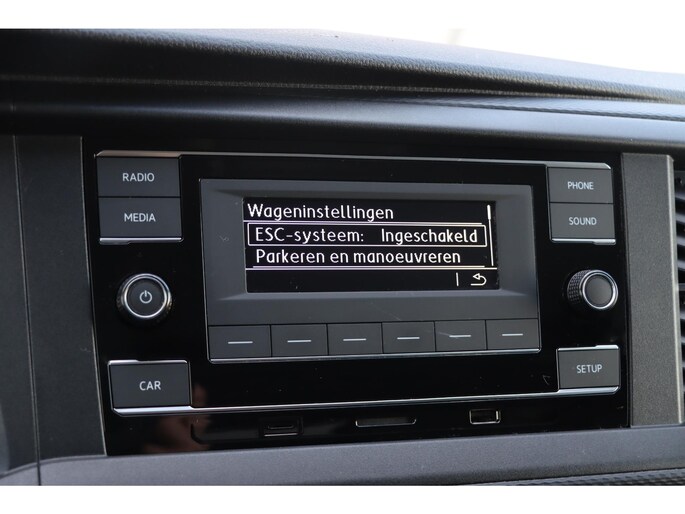 RADIO
MEDIA
CAR
Wageninstellingen
ESC-systeem: Ingeschakeld
Parkeren en manoeuvreren
PHONE
SOUND
SETUP